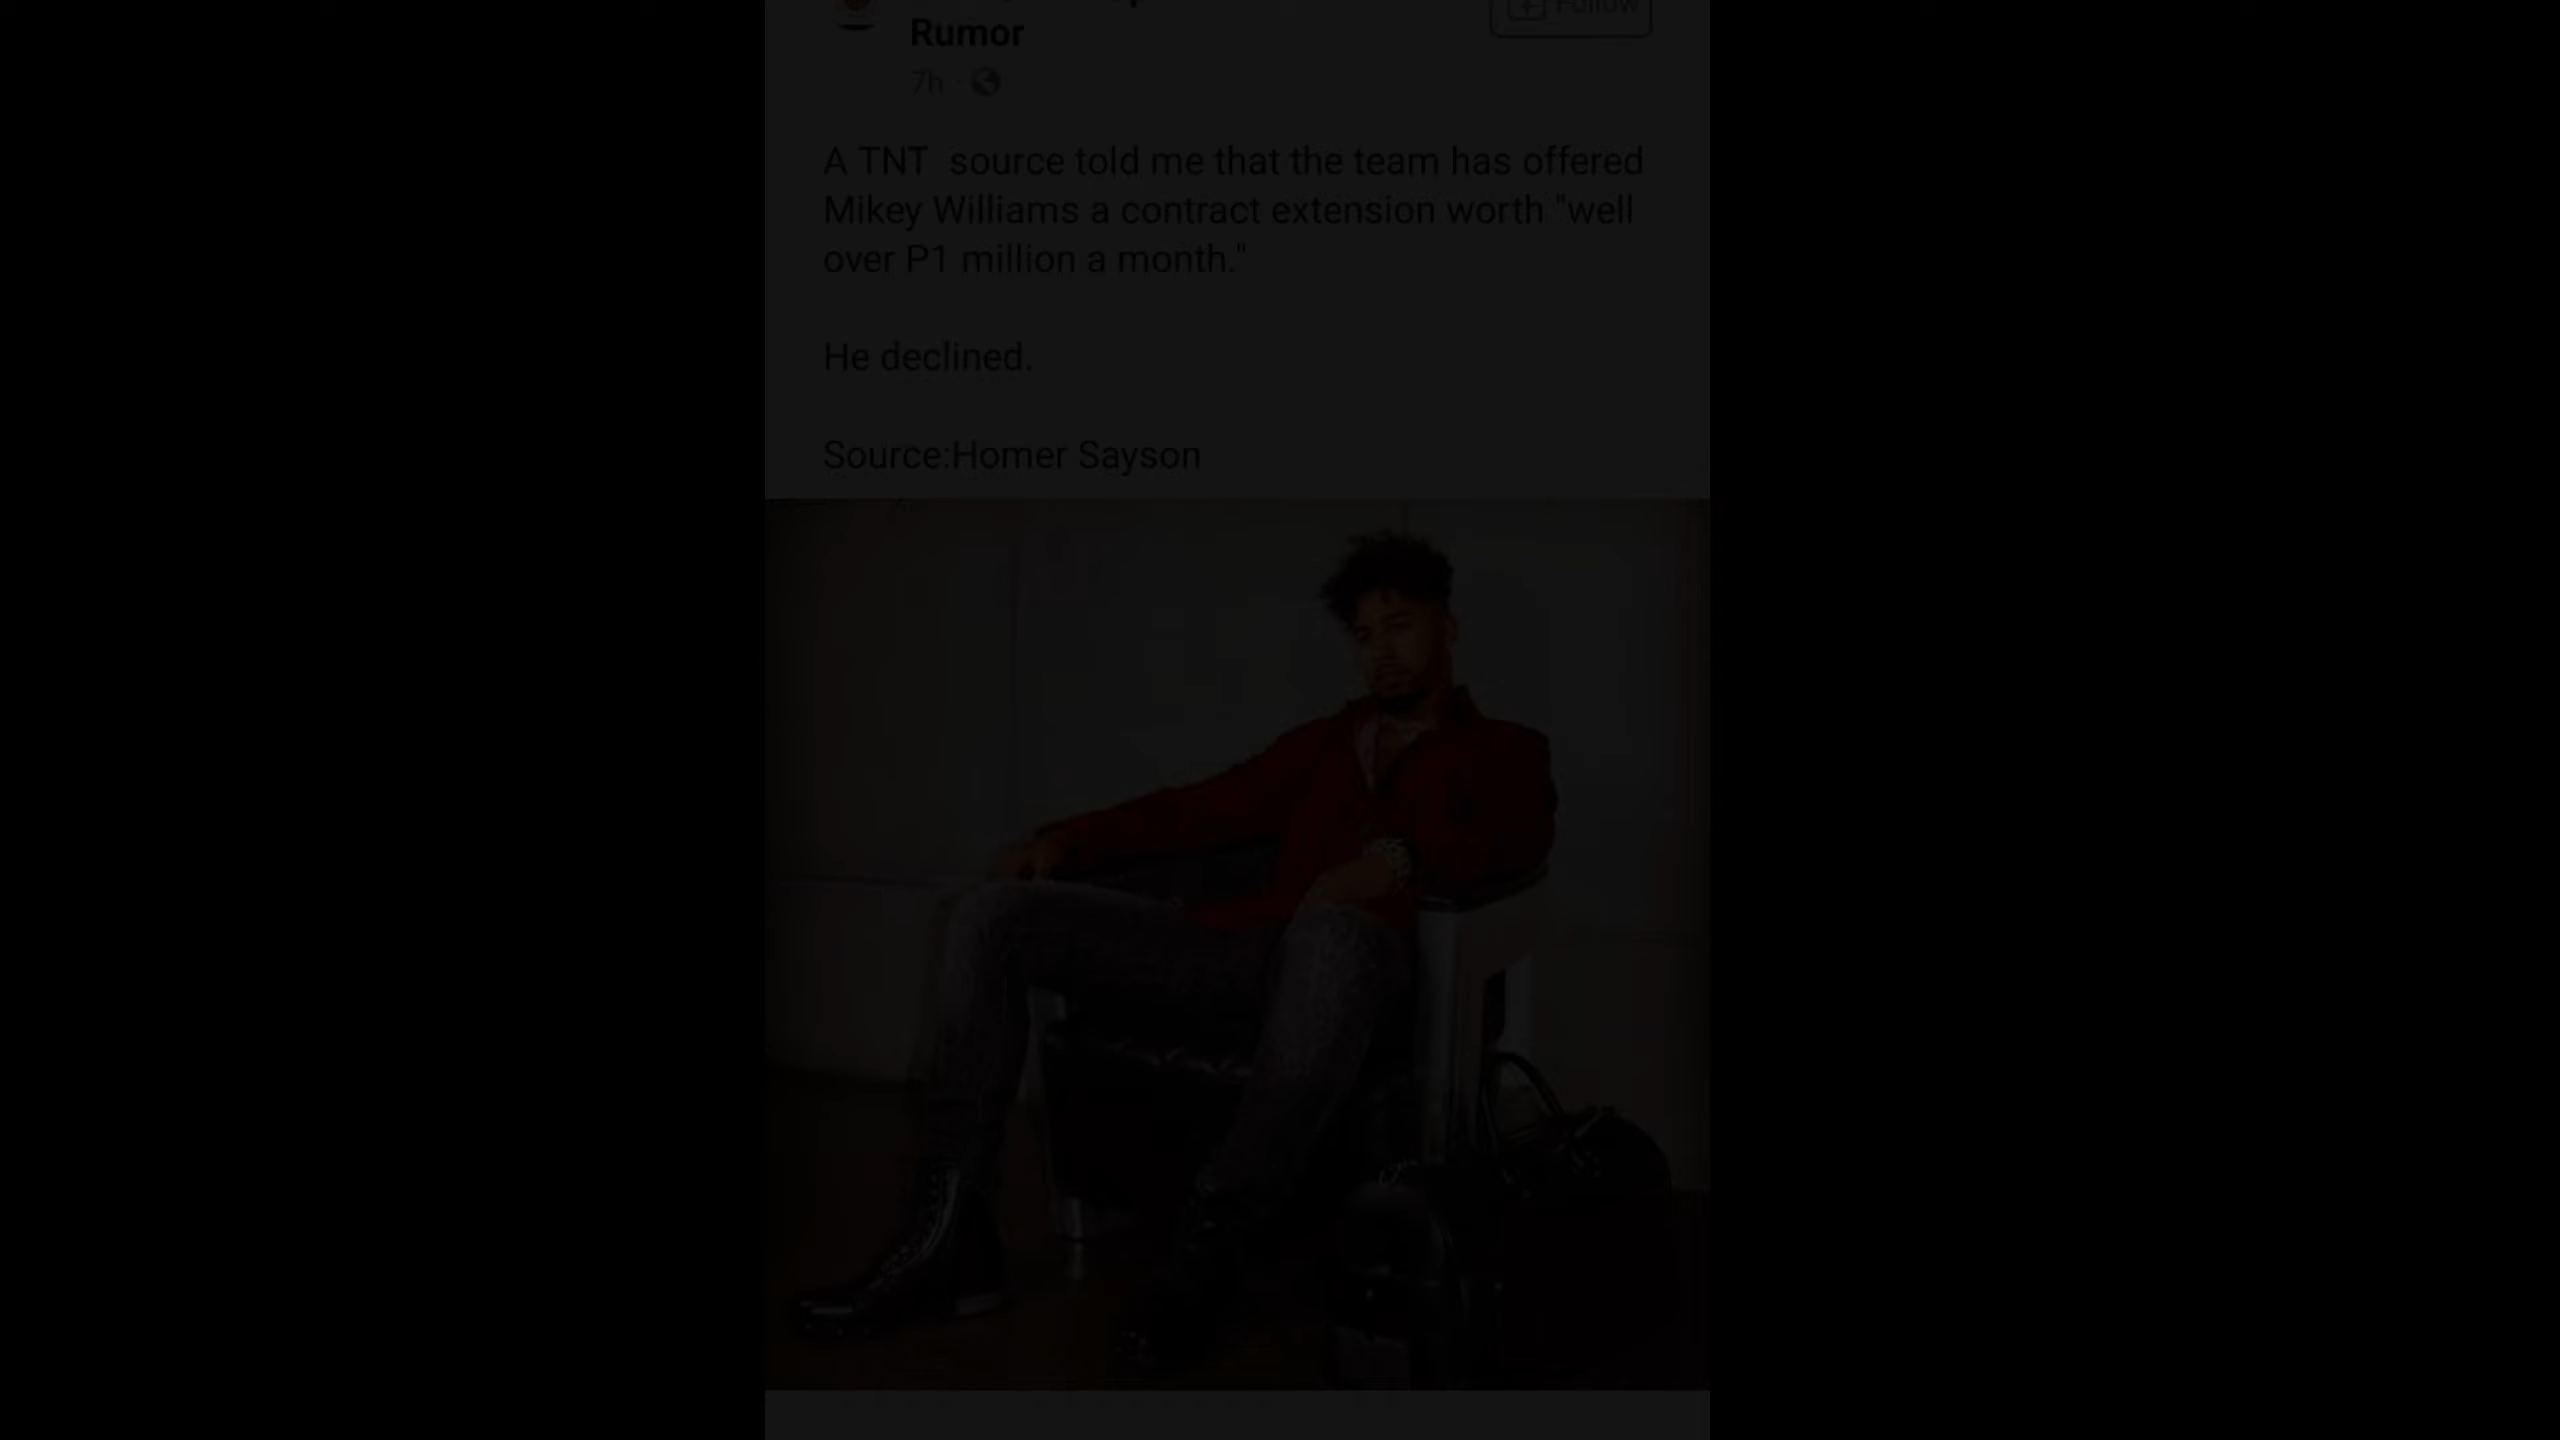 Rumor
Follow
7h ·
A TNT  source told me that the team has offered
Mikey Williams a contract extension worth "well
over P1 million a month."
He declined.
Source:Homer Sayson